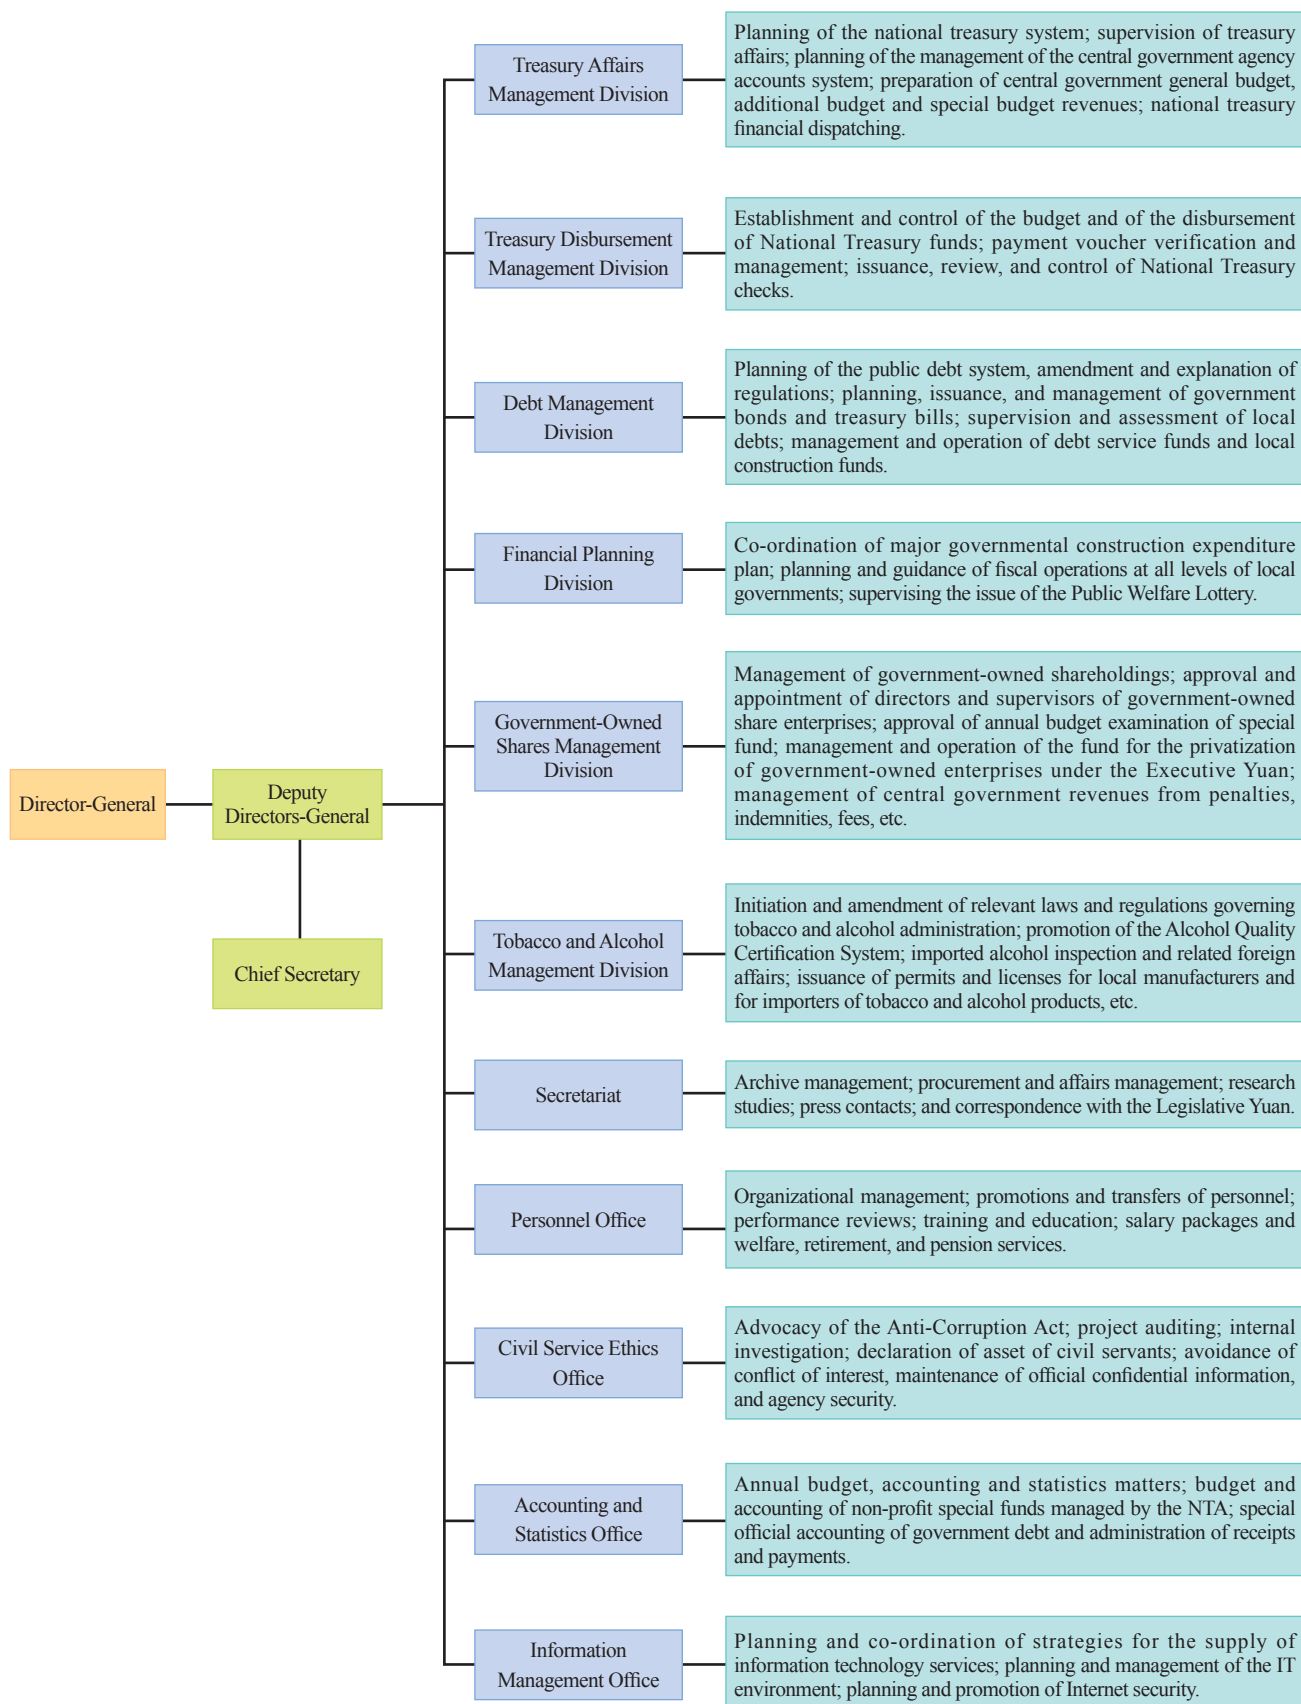 Director-General
Deputy
Directors-General
Chief Secretary
Treasury Affairs
Management Division
Planning of the national treasury system; supervision of treasury
affairs; planning of the management of the central government agency
accounts system; preparation of central government general budget,
additional budget and special budget revenues; national treasury
financial dispatching.
Treasury Disbursement
Management Division
Establishment and control of the budget and of the disbursement
of National Treasury funds; payment voucher verification and
management; issuance, review, and control of National Treasury
checks.
Debt Management
Division
Planning of the public debt system, amendment and explanation of
regulations; planning, issuance, and management of government
bonds and treasury bills; supervision and assessment of local
debts; management and operation of debt service funds and local
construction funds.
Financial Planning
Division
Co-ordination of major governmental construction expenditure
plan; planning and guidance of fiscal operations at all levels of local
governments; supervising the issue of the Public Welfare Lottery.
Government-Owned
Shares Management
Division
Management of government-owned shareholdings; approval and
appointment of directors and supervisors of government-owned
share enterprises; approval of annual budget examination of special
fund; management and operation of the fund for the privatization
of government-owned enterprises under the Executive Yuan;
management of central government revenues from penalties,
indemnities, fees, etc.
Tobacco and Alcohol
Management Division
Initiation and amendment of relevant laws and regulations governing
tobacco and alcohol administration; promotion of the Alcohol Quality
Certification System; imported alcohol inspection and related foreign
affairs; issuance of permits and licenses for local manufacturers and
for importers of tobacco and alcohol products, etc.
Secretariat
Archive management; procurement and affairs management; research
studies; press contacts; and correspondence with the Legislative Yuan.
Personnel Office
Organizational management; promotions and transfers of personnel;
performance reviews; training and education; salary packages and
welfare, retirement, and pension services.
Civil Service Ethics
Office
Advocacy of the Anti-Corruption Act; project auditing; internal
investigation; declaration of asset of civil servants; avoidance of
conflict of interest, maintenance of official confidential information,
and agency security.
Accounting and
Statistics Office
Annual budget, accounting and statistics matters; budget and
accounting of non-profit special funds managed by the NTA; special
official accounting of government debt and administration of receipts
and payments.
Information
Management Office
Planning and co-ordination of strategies for the supply of
information technology services; planning and management of the IT
environment; planning and promotion of Internet security.